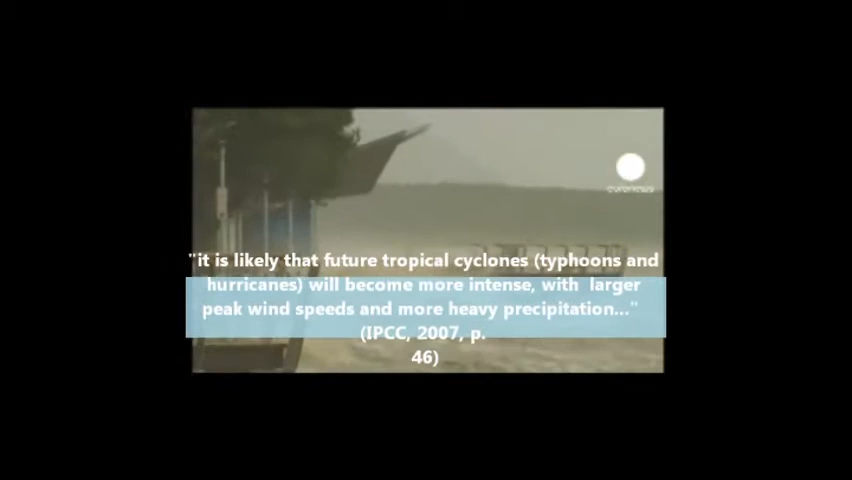 "it is likely that future tropical cyclones (typhoons and
hurricanes) will become more intense, with  larger
peak wind speeds and more heavy precipitation..."
(IPCC, 2007, p.
46)
euronews